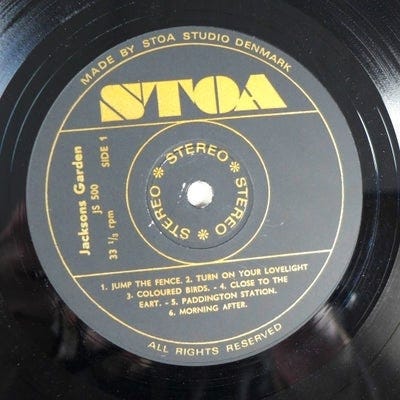 MADE BY STOA STUDIO DENMARK
STOA
Jacksons Garden
JS 500
33 1/3 rpm
SIDE 1
STEREO * STEREO * STEREO *
1. JUMP THE FENCE. 2. TURN ON YOUR LOVELIGHT
3. COLOURED BIRDS. - 4. CLOSE TO THE
EART. - 5. PADDINGTON STATION.
6. MORNING AFTER.
ALL RIGHTS RESERVED